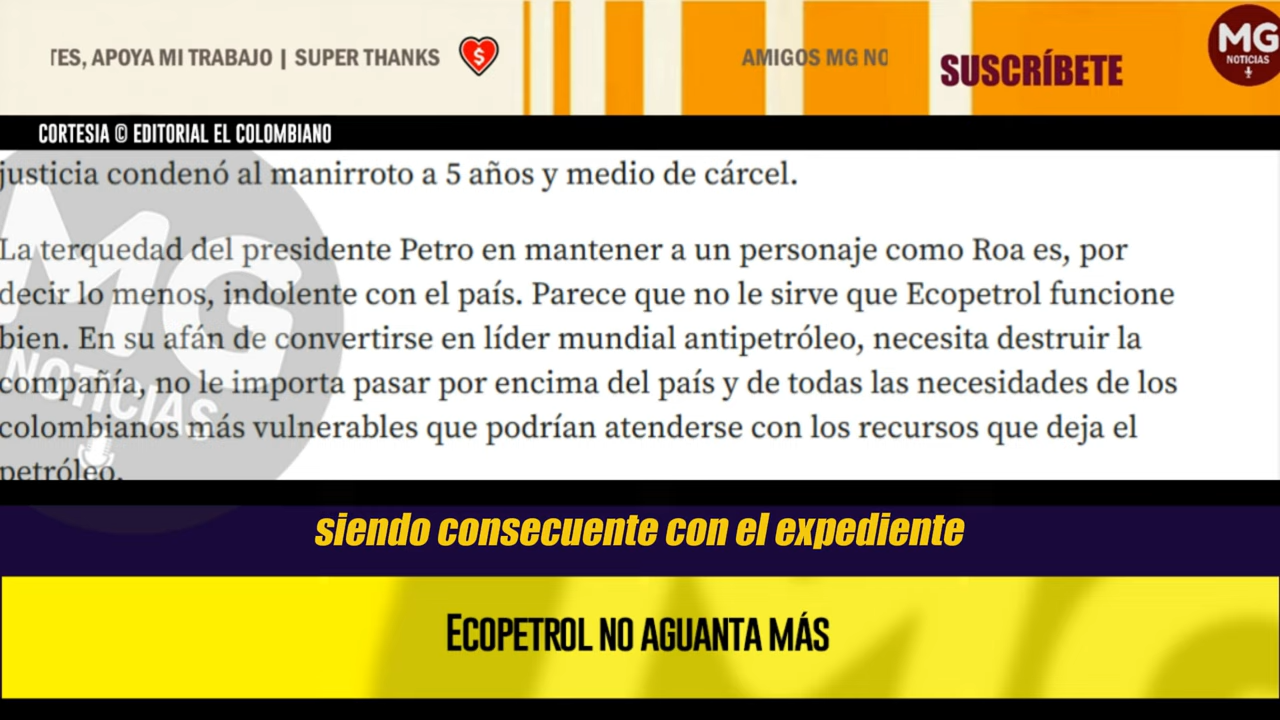 TES, APOYA MI TRABAJO | SUPER THANKS
$
AMIGOS MG NO
SUSCRÍBETE
MG
NOTICIAS
CORTESIA © EDITORIAL EL COLOMBIANO
justicia condenó al manirroto a 5 años y medio de cárcel.
La terquedad del presidente Petro en mantener a un personaje como Roa es, por
decir lo menos, indolente con el país. Parece que no le sirve que Ecopetrol funcione
bien. En su afán de convertirse en líder mundial antipetróleo, necesita destruir la
compañía, no le importa pasar por encima del país y de todas las necesidades de los
colombianos más vulnerables que podrían atenderse con los recursos que deja el
petróleo.
MG
NOTICIAS
siendo consecuente con el expediente
ECOPETROL NO AGUANTA MÁS